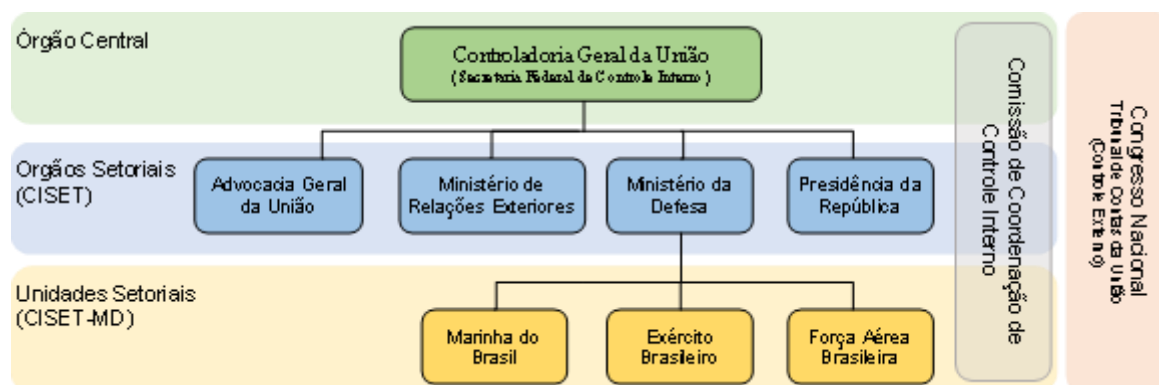 Órgão Central
Controladoria Geral da União
(Secretaria Federal de Controle Interno)
Orgãos Setoriais
(CISET)
Advocacia Geral
da União
Ministério de
Relações Exteriores
Ministério da
Defesa
Presidência da
República
Unidades Setoriais
(CISET-MD)
Marinha do
Brasil
Exército
Brasileiro
Força Aérea
Brasileira
Comissão de Coordenação de
Controle Interno
Congresso Nacional
Tribunal de Contas da União
(Controle Externo)